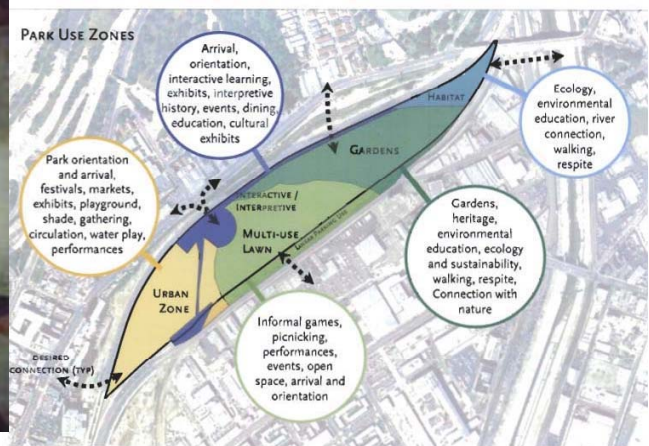 PARK USE ZONES
Arrival,
orientation,
interactive learning,
exhibits, interpretive
history, events, dining,
education, cultural
exhibits
Ecology,
environmental
education, river
connection,
walking,
respite
Park orientation
and arrival,
festivals, markets,
exhibits, playground,
shade, gathering,
circulation, water play,
performances
HABITAT
GARDENS
INTERACTIVE /
INTERPRETIVE
MULTI-USE
LAWN
URBAN
ZONE
Gardens,
heritage,
environmental
education, ecology
and sustainability,
walking, respite,
Connection with
nature
Informal games,
picnicking,
performances,
events, open
space, arrival and
orientation
DESIRED
CONNECTION (TYP)